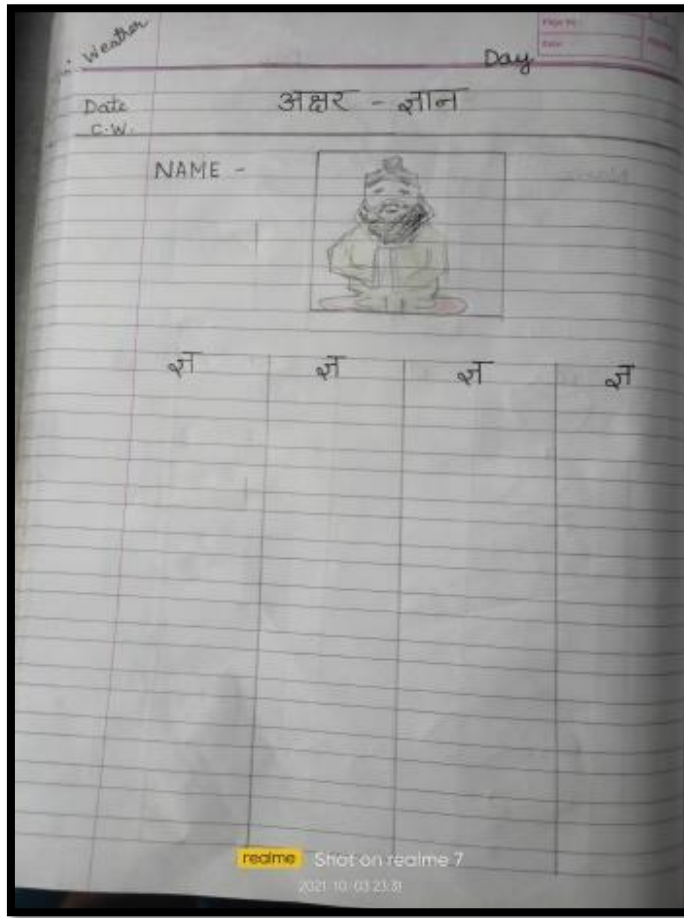 Weather
Day
Date
अक्षर - ज्ञान
C.W.
NAME -
ज्ञ ज्ञ ज्ञ ज्ञ
realme Shot on realme 7
2021-10-03 23:31